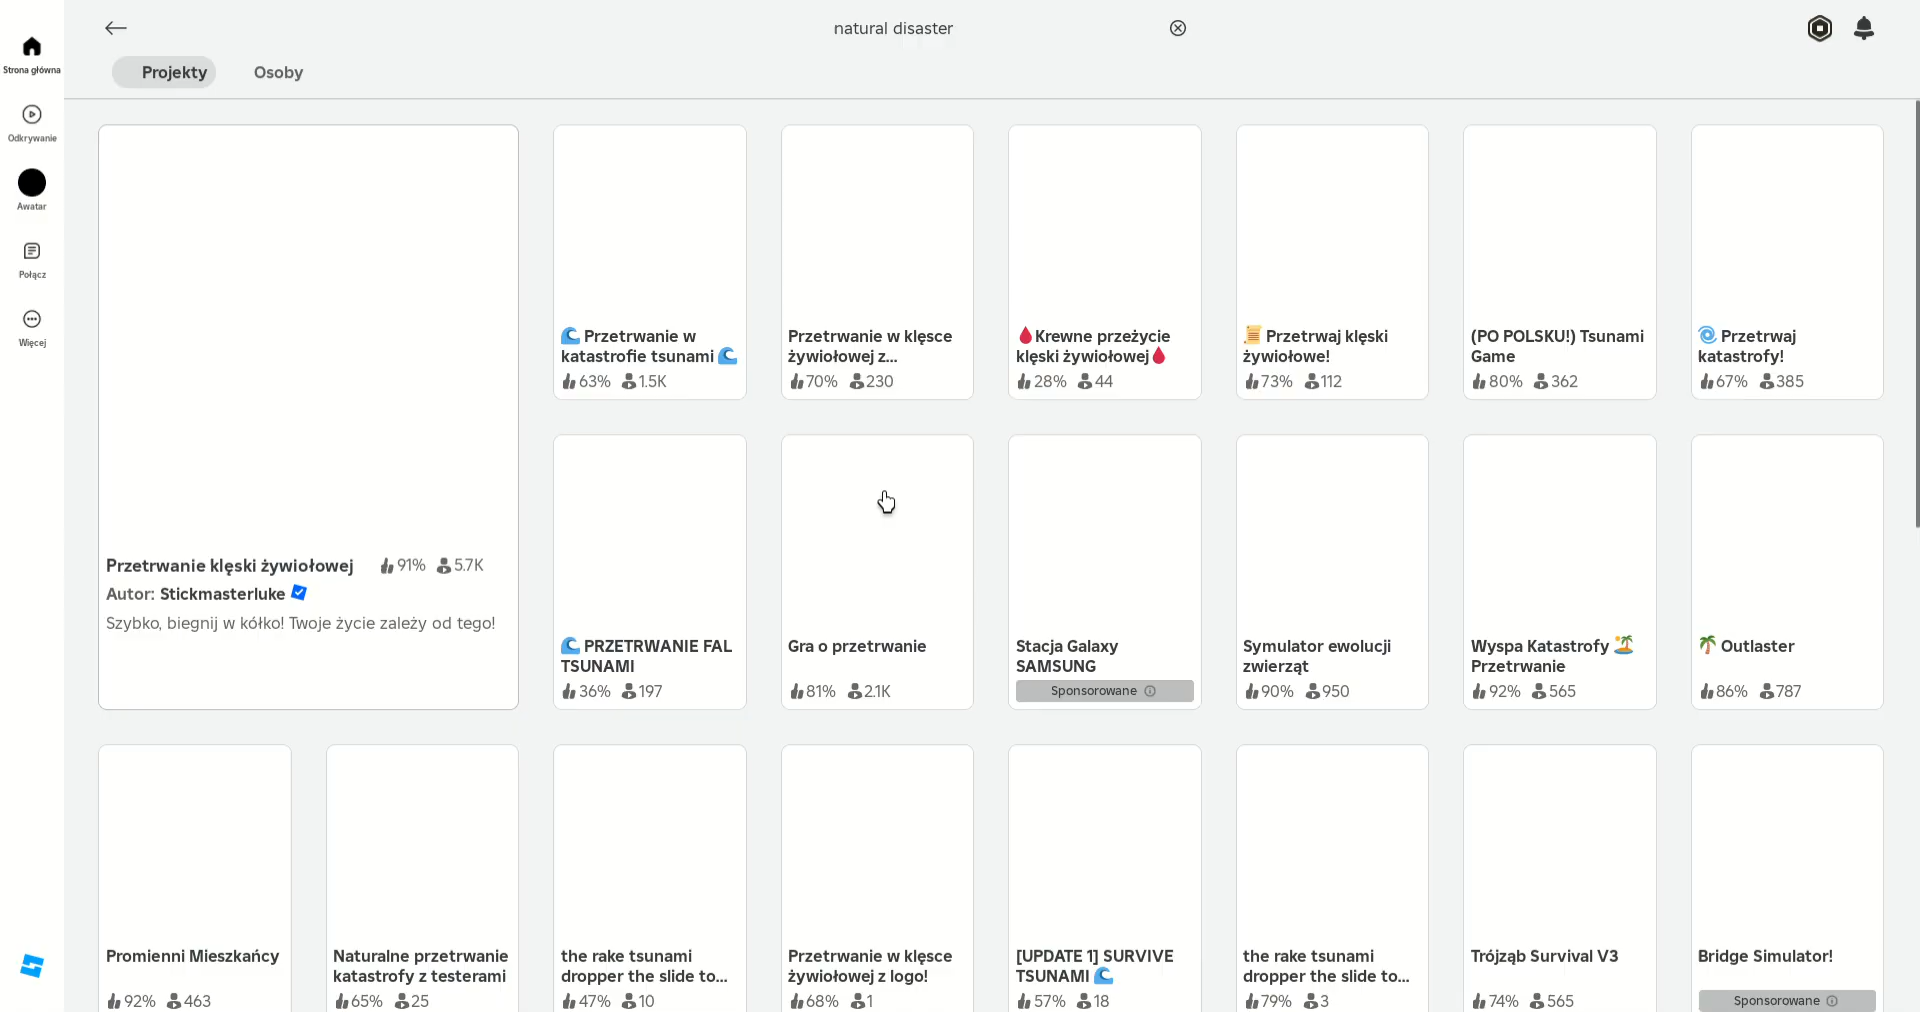 natural disaster
Strona główna
Projekty
Osoby
Odkrywanie
Awatar
Połącz
Więcej
Przetrwanie klęski żywiołowej 91% 5.7K
Autor: Stickmasterluke
Szybko, biegnij w kółko! Twoje życie zależy od tego!
🌊 Przetrwanie w
katastrofie tsunami 🌊
63% 1.5K
Przetrwanie w klęsce
żywiołowej z...
70% 230
🩸Krewne przeżycie
klęski żywiołowej🩸
28% 44
📜 Przetrwaj klęski
żywiołowe!
73% 112
(PO POLSKU!) Tsunami
Game
80% 362
🌀 Przetrwaj
katastrofy!
67% 385
🌊 PRZETRWANIE FAL
TSUNAMI
36% 197
Gra o przetrwanie
81% 2.1K
Stacja Galaxy
SAMSUNG
Sponsorowane
Symulator ewolucji
zwierząt
90% 950
Wyspa Katastrofy 🏝️
Przetrwanie
92% 565
🌴 Outlaster
86% 787
Promienni Mieszkańcy
92% 463
Naturalne przetrwanie
katastrofy z testerami
65% 25
the rake tsunami
dropper the slide to...
47% 10
Przetrwanie w klęsce
żywiołowej z logo!
68% 1
[UPDATE 1] SURVIVE
TSUNAMI 🌊
57% 18
the rake tsunami
dropper the slide to...
79% 3
Trójząb Survival V3
74% 565
Bridge Simulator!
Sponsorowane